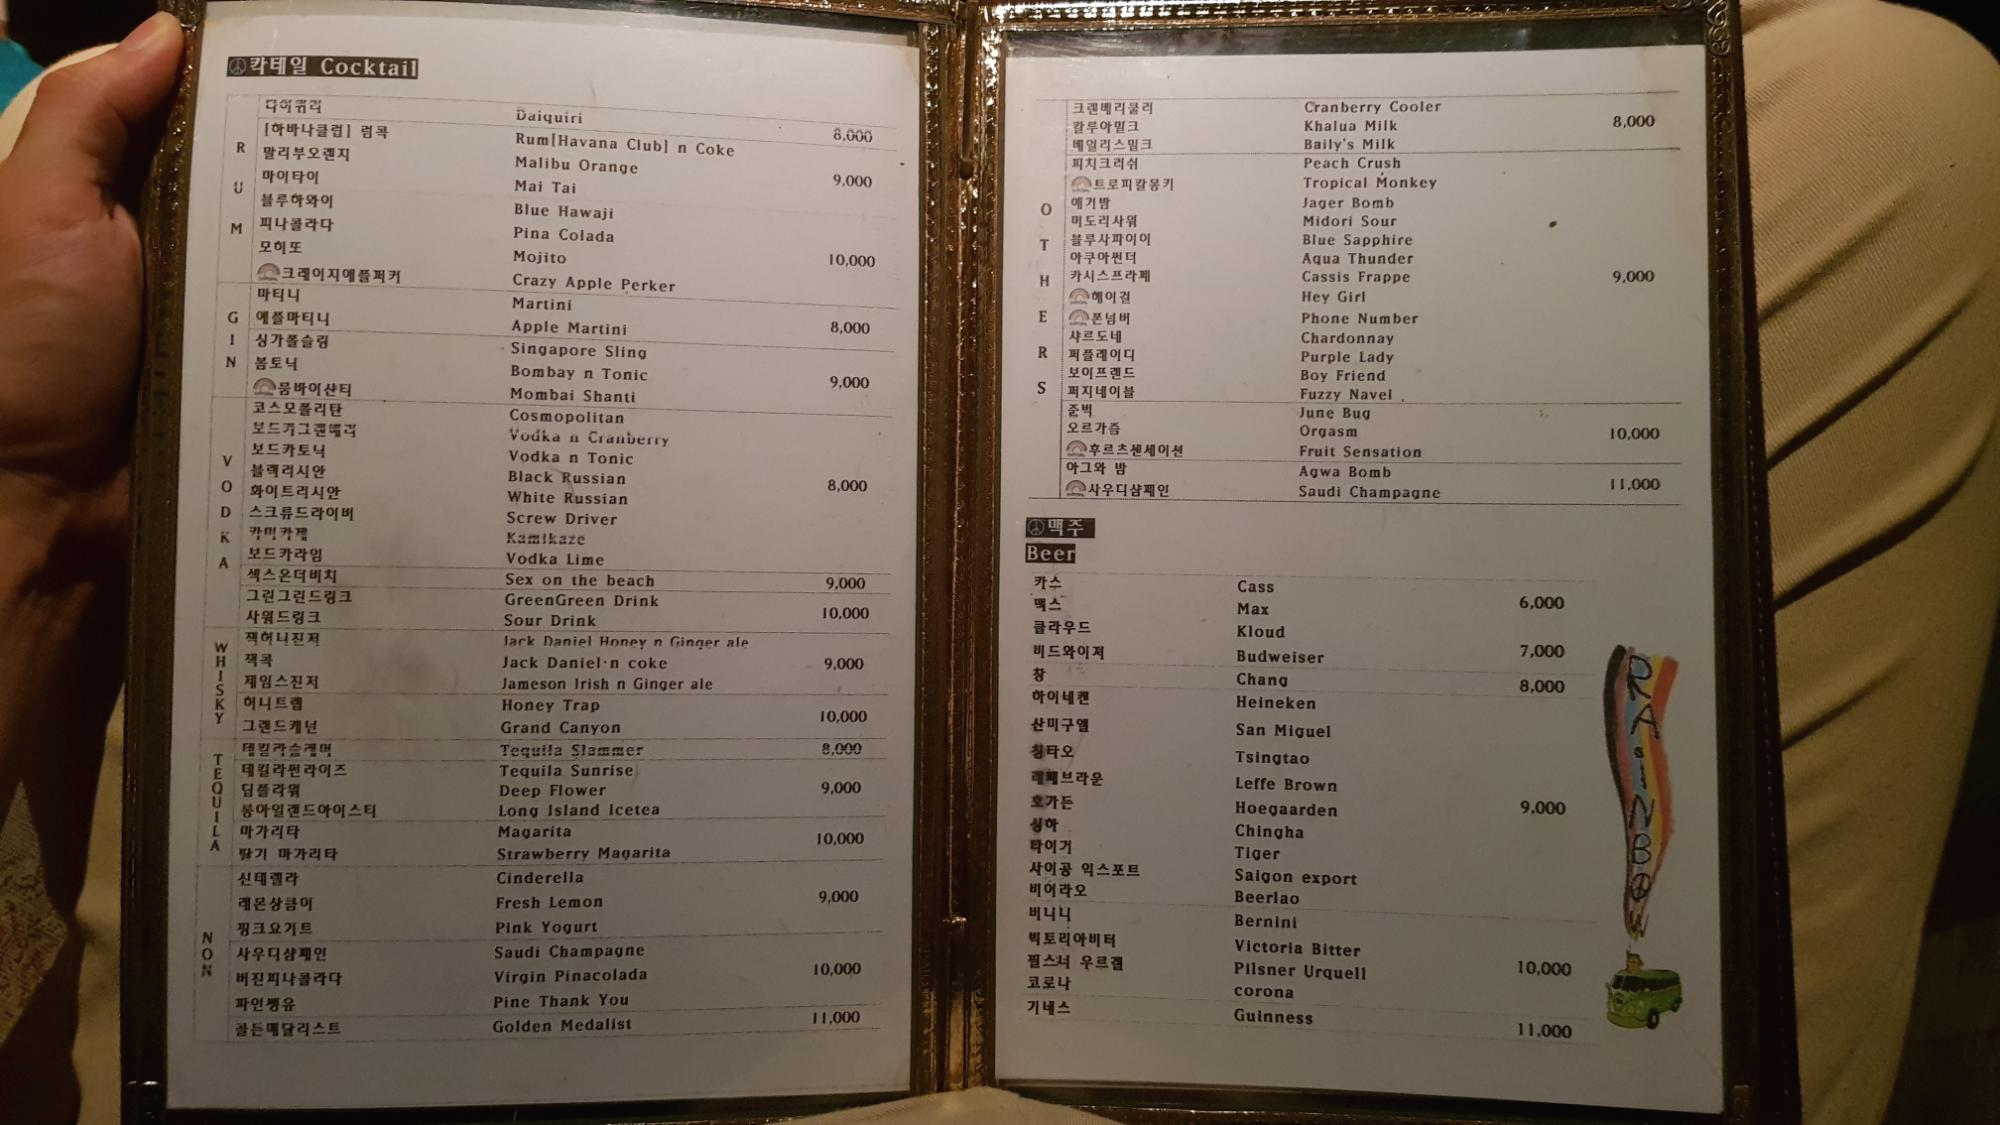 칵테일 Cocktail
RUM
다이퀴리 Daiquiri 8,000
[하바나클럽] 럼콕 Rum[Havana Club] n Coke
말리부오렌지 Malibu Orange 9,000
마이타이 Mai Tai
블루하와이 Blue Hawaji
피나콜라다 Pina Colada
모히또 Mojito 10,000
크레이지애플퍼커 Crazy Apple Perker
GIN
마티니 Martini
애플마티니 Apple Martini 8,000
싱가폴슬링 Singapore Sling
봄토닉 Bombay n Tonic 9,000
뭄바이샨티 Mombai Shanti
VODKA
코스모폴리탄 Cosmopolitan
보드카크랜베리 Vodka n Cranberry
보드카토닉 Vodka n Tonic
블랙러시안 Black Russian 8,000
화이트러시안 White Russian
스크류드라이버 Screw Driver
카미카제 Kamikaze
보드카라임 Vodka Lime
섹스온더비치 Sex on the beach 9,000
그린그린드링크 GreenGreen Drink 10,000
사워드링크 Sour Drink
WHISKY
잭허니진저 Jack Daniel Honey n Ginger ale
잭콕 Jack Daniel n coke 9,000
제임스진저 Jameson Irish n Ginger ale
허니트랩 Honey Trap 10,000
그랜드캐넌 Grand Canyon
TEQUILA
데킬라슬래머 Tequila Slammer 8,000
데킬라썬라이즈 Tequila Sunrise
딥플라워 Deep Flower 9,000
롱아일랜드아이스티 Long Island Icetea
마가리타 Magarita 10,000
딸기 마가리타 Strawberry Magarita
NON
신데렐라 Cinderella
레몬상큼이 Fresh Lemon 9,000
핑크요기트 Pink Yogurt
사우디샴페인 Saudi Champagne
버진피나콜라다 Virgin Pinacolada 10,000
파인쌩유 Pine Thank You
골든메달리스트 Golden Medalist 11,000
OTHERS
크랜베리쿨러 Cranberry Cooler
칼루아밀크 Khalua Milk 8,000
베일리스밀크 Baily's Milk
피치크러쉬 Peach Crush
트로피칼몽키 Tropical Monkey
얘거밤 Jager Bomb
미도리사워 Midori Sour
블루사파이어 Blue Sapphire
아쿠아썬더 Aqua Thunder
카시스프라페 Cassis Frappe 9,000
헤이걸 Hey Girl
폰넘버 Phone Number
샤르도네 Chardonnay
퍼플레이디 Purple Lady
보이프렌드 Boy Friend
퍼지네이블 Fuzzy Navel
준벅 June Bug
오르가즘 Orgasm 10,000
후르츠센세이션 Fruit Sensation
아그와 밤 Agwa Bomb
사우디샴페인 Saudi Champagne 11,000
맥주
Beer
카스 Cass
맥스 Max 6,000
클라우드 Kloud
버드와이저 Budweiser 7,000
창 Chang 8,000
하이네켄 Heineken
산미구엘 San Miguel
칭타오 Tsingtao
레페브라운 Leffe Brown
호가든 Hoegaarden 9,000
싱하 Chingha
타이거 Tiger
사이공 익스포트 Saigon export
비어라오 Beerlao
버니니 Bernini
빅토리아비터 Victoria Bitter
필스너 우르켈 Pilsner Urquell 10,000
코로나 corona
기네스 Guinness 11,000
RAiNBOW